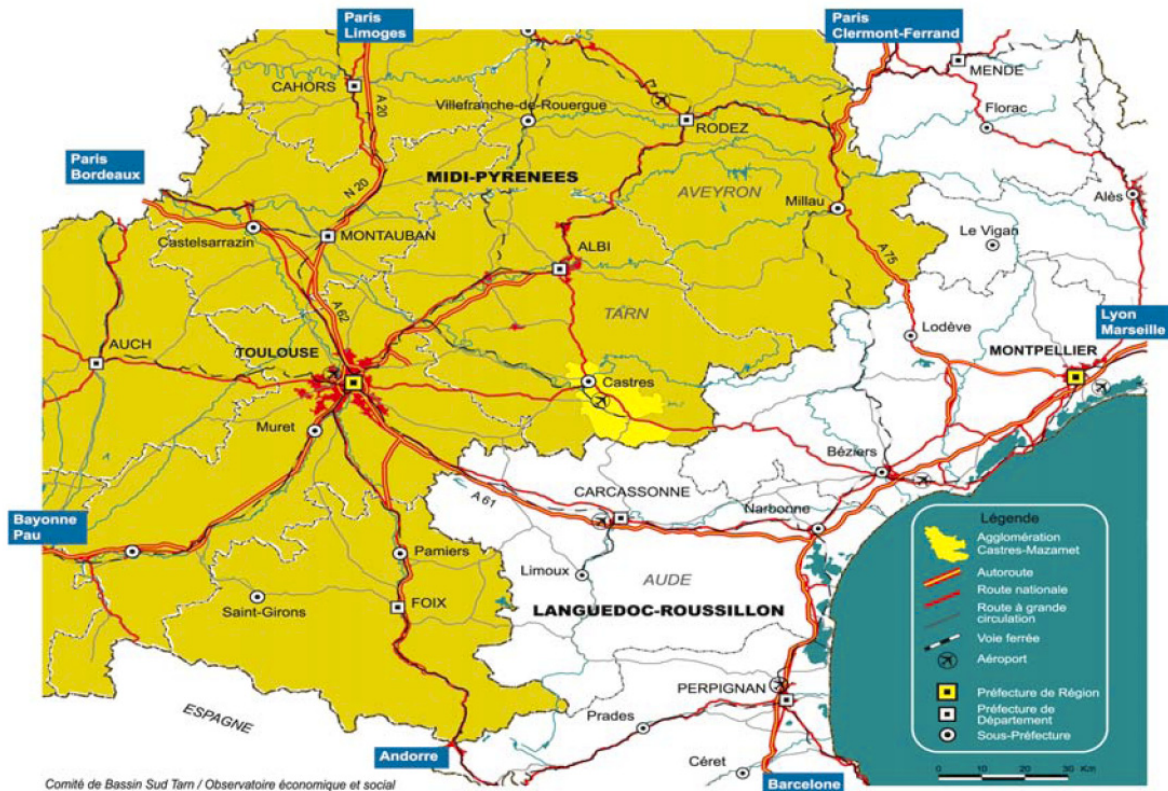 Paris
Limoges
Paris
Clermont-Ferrand
MENDE
CAHORS
A 20
Villefranche-de-Rouergue
RODEZ
Florac
Paris
Bordeaux
N 20
MIDI-PYRENEES
AVEYRON
Millau
Alès
Castelsarrazin
MONTAUBAN
ALBI
Le Vigan
A 75
A 62
TARN
Lodève
Lyon
Marseille
AUCH
TOULOUSE
MONTPELLIER
Castres
Muret
Béziers
A 61
CARCASSONNE
Narbonne
Bayonne
Pau
Pamiers
Limoux
AUDE
Saint-Girons
FOIX
LANGUEDOC-ROUSSILLON
PERPIGNAN
ESPAGNE
Prades
Andorre
Céret
Barcelone
Légende
Agglomération
Castres-Mazamet
Autoroute
Route nationale
Route à grande
circulation
Voie ferrée
Aéroport
Préfecture de Région
Préfecture de
Département
Sous-Préfecture
0 10 20 30 Km
Comité de Bassin Sud Tarn / Observatoire économique et social